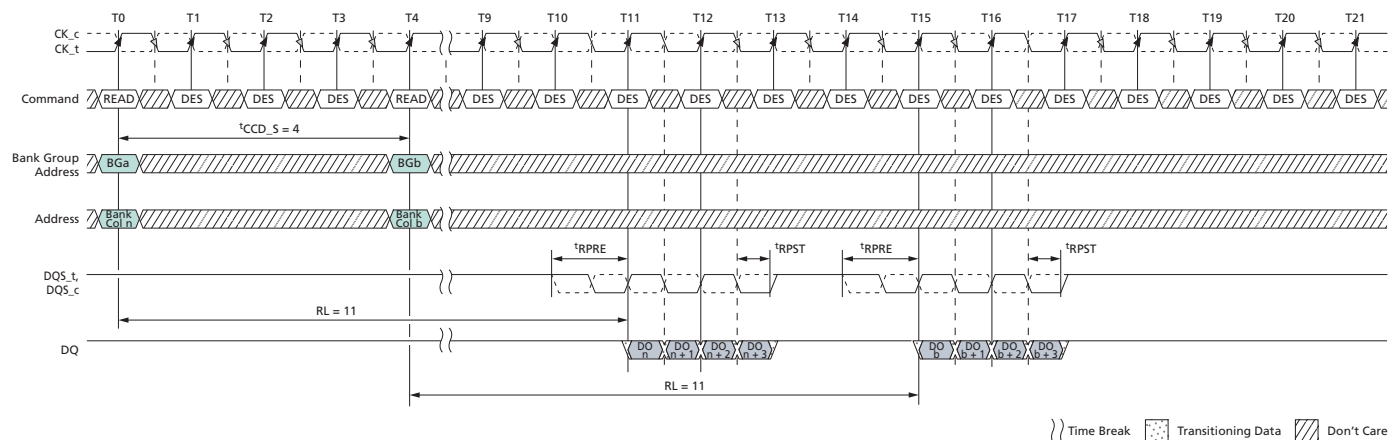 T0 T1 T2 T3 T4 T9 T10 T11 T12 T13 T14 T15 T16 T17 T18 T19 T20 T21
CK_c
CK_t
Command READ DES DES DES READ DES DES DES DES DES DES DES DES DES DES DES DES DES
tCCD_S = 4
Bank Group
Address BGa BGb
Address Bank
Col n Bank
Col b
tRPRE tRPST tRPRE tRPST
DQS_t,
DQS_c
RL = 11
DQ DO
n DO
n + 1 DO
n + 2 DO
n + 3 DO
b DO
b + 1 DO
b + 2 DO
b + 3
RL = 11
Time Break Transitioning Data Don't Care